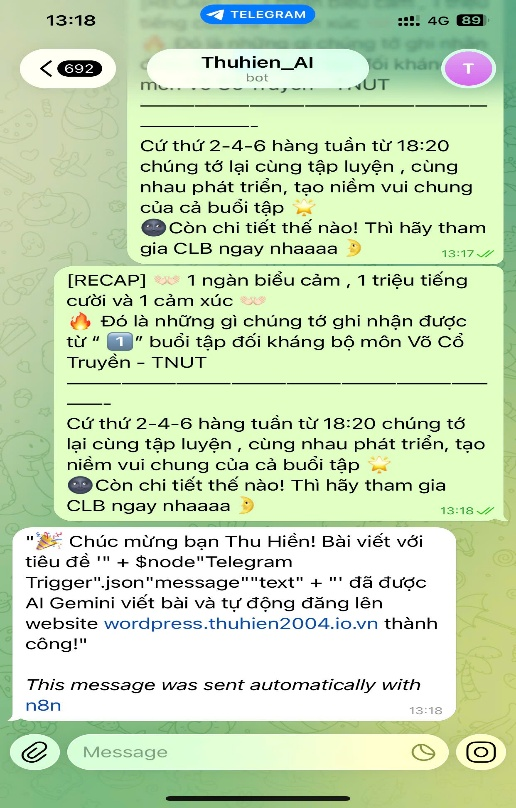 13:18
TELEGRAM
4G 89
692
Thuhien_AI
bot
T
môn Võ Cổ Truyền - TNUT
———————————————————
——————–
Cứ thứ 2-4-6 hàng tuần từ 18:20
chúng tớ lại cùng tập luyện , cùng
nhau phát triển, tạo niềm vui chung
của cả buổi tập 🌟
🌚Còn chi tiết thế nào! Thì hãy tham
gia CLB ngay nhaaaa 🌛
13:17
[RECAP] 👐🏻 1 ngàn biểu cảm , 1 triệu tiếng
cười và 1 cảm xúc 👐🏻
🔥 Đó là những gì chúng tớ ghi nhận được
từ “ 1️⃣” buổi tập đối kháng bộ môn Võ Cổ
Truyền - TNUT
———————————————————————
——–
Cứ thứ 2-4-6 hàng tuần từ 18:20 chúng tớ
lại cùng tập luyện , cùng nhau phát triển, tạo
niềm vui chung của cả buổi tập 🌟
🌚Còn chi tiết thế nào! Thì hãy tham gia
CLB ngay nhaaaa 🌛
13:18
"🎉 Chúc mừng bạn Thu Hiền! Bài viết với
tiêu đề '" + $node"Telegram
Trigger".json"message""text" + "' đã được
AI Gemini viết bài và tự động đăng lên
website wordpress.thuhien2004.io.vn thành
công!"
This message was sent automatically with
n8n
13:18
Message